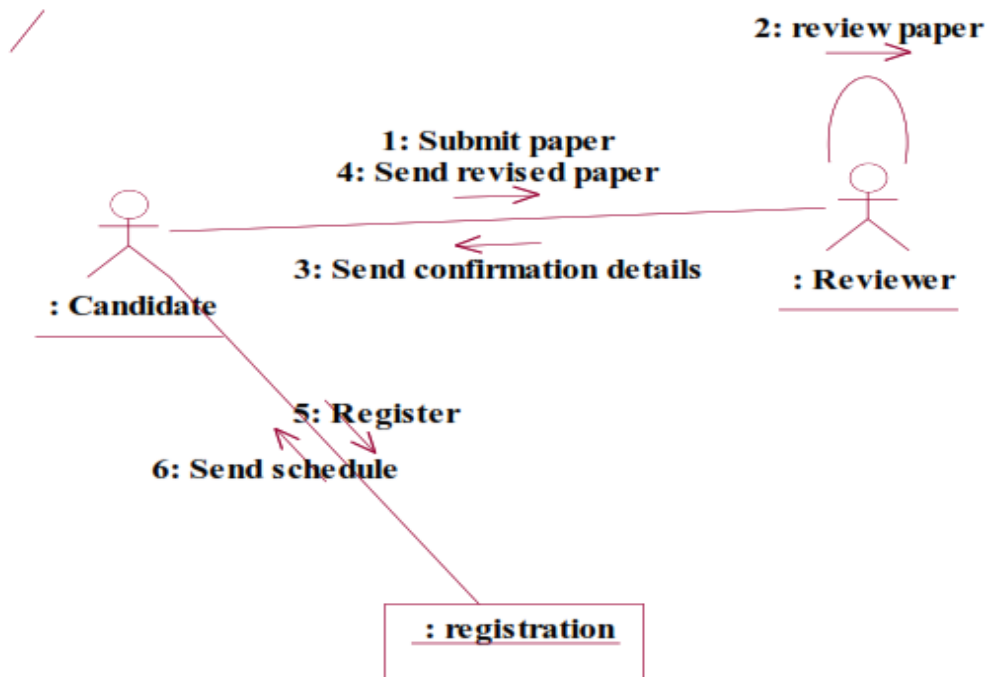 2: review paper
1: Submit paper
4: Send revised paper
3: Send confirmation details
: Reviewer
: Candidate
5: Register
6: Send schedule
: registration